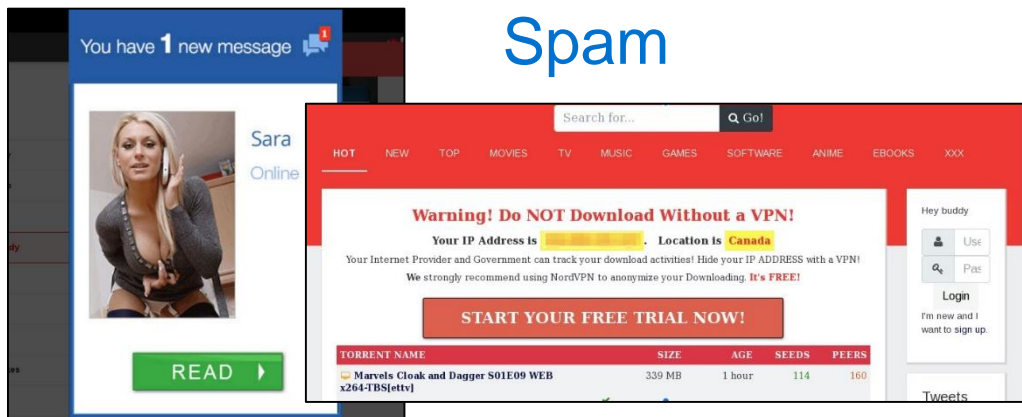 Spam
You have 1 new message
1
Sara
Online
READ
Search for...
Go!
HOT NEW TOP MOVIES TV MUSIC GAMES SOFTWARE ANIME EBOOKS XXX
Warning! Do NOT Download Without a VPN!
Your IP Address is . Location is Canada
Your Internet Provider and Government can track your download activities! Hide your IP ADDRESS with a VPN!
We strongly recommend using NordVPN to anonymize your Downloading. It's FREE!
START YOUR FREE TRIAL NOW!
TORRENT NAME SIZE AGE SEEDS PEERS
Marvels Cloak and Dagger S01E09 WEB 339 MB 1 hour 114 160
x264-TBS[ettv]
Hey buddy
Use
Pas
Login
I'm new and I
want to sign up.
Tweets